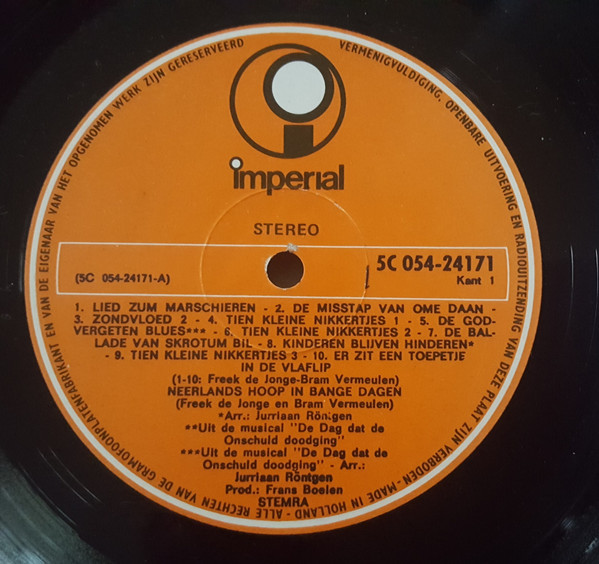 ALLE RECHTEN VAN DE GRAMOFOONPLATENFABRIKANT EN VAN DE EIGENAAR VAN HET OPGENOMEN WERK ZIJN GERESERVEERD
VERMENIGVULDIGING, OPENBARE UITVOERING EN RADIOUITZENDING VAN DEZE PLAAT ZIJN VERBODEN - MADE IN HOLLAND -
imperial
STEREO
5C 054-24171
(5C 054-24171-A)
Kant 1
1. LIED ZUM MARSCHIEREN - 2. DE MISSTAP VAN OME DAAN -
3. ZONDVLOED 2 - 4. TIEN KLEINE NIKKERTJES 1 - 5. DE GOD-
VERGETEN BLUES*** - 6. TIEN KLEINE NIKKERTJES 2 - 7. DE BAL-
LADE VAN SKROTUM BIL - 8. KINDEREN BLIJVEN HINDEREN*
- 9. TIEN KLEINE NIKKERTJES 3 - 10. ER ZIT EEN TOEPETJE
IN DE VLAFLIP
(1-10: Freek de Jonge-Bram Vermeulen)
NEERLANDS HOOP IN BANGE DAGEN
(Freek de Jonge en Bram Vermeulen)
*Arr.: Jurriaan Röntgen
**Uit de musical "De Dag dat de
Onschuld doodging"
***Uit de musical "De Dag dat de
Onschuld doodging" - Arr.:
Jurriaan Röntgen
Prod.: Frans Boelen
STEMRA